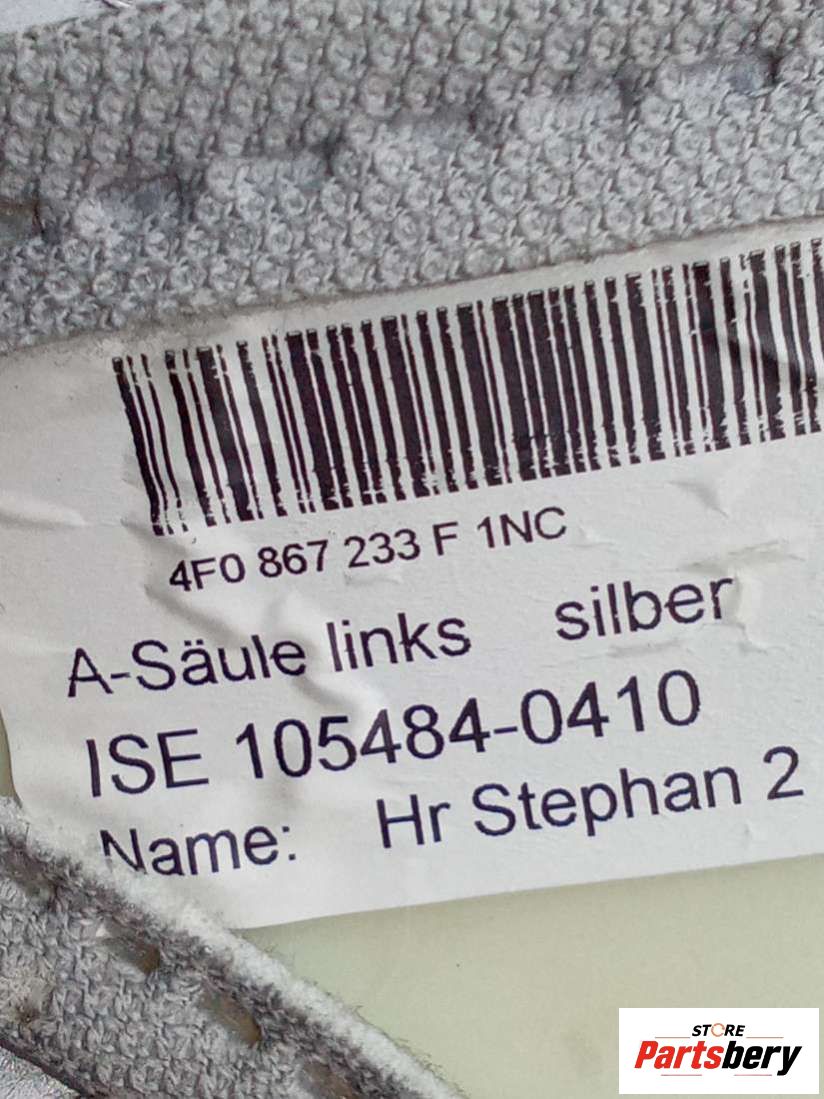 4F0 867 233 F 1NC
A-Säule links silber
ISE 105484-0410
Name: Hr Stephan 2
STORE
Partsbery